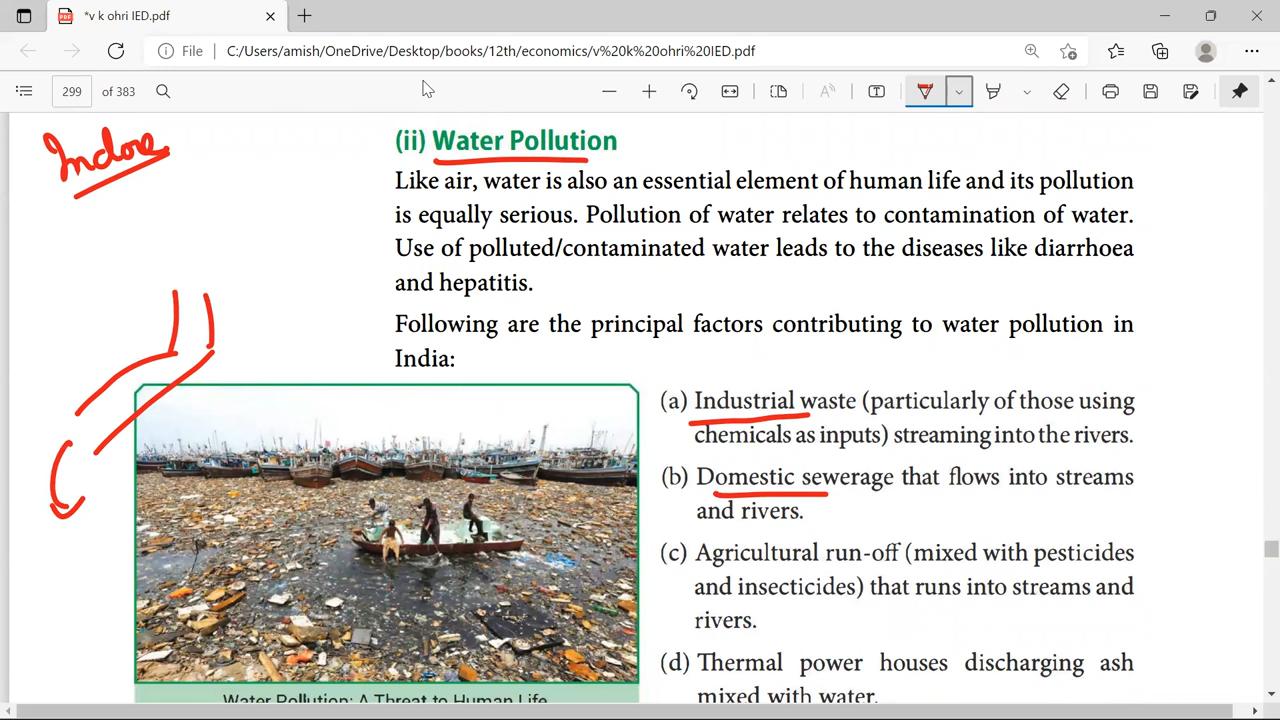 *v k ohri IED.pdf
File
C:/Users/amish/OneDrive/Desktop/books/12th/economics/v%20k%20ohri%20IED.pdf
299 of 383
Indore
(ii) Water Pollution
Like air, water is also an essential element of human life and its pollution
is equally serious. Pollution of water relates to contamination of water.
Use of polluted/contaminated water leads to the diseases like diarrhoea
and hepatitis.
Following are the principal factors contributing to water pollution in
India:
(a) Industrial waste (particularly of those using
chemicals as inputs) streaming into the rivers.
(b) Domestic sewerage that flows into streams
and rivers.
(c) Agricultural run-off (mixed with pesticides
and insecticides) that runs into streams and
rivers.
(d) Thermal power houses discharging ash
mixed with water.
Water Pollution: A Threat to Human Life